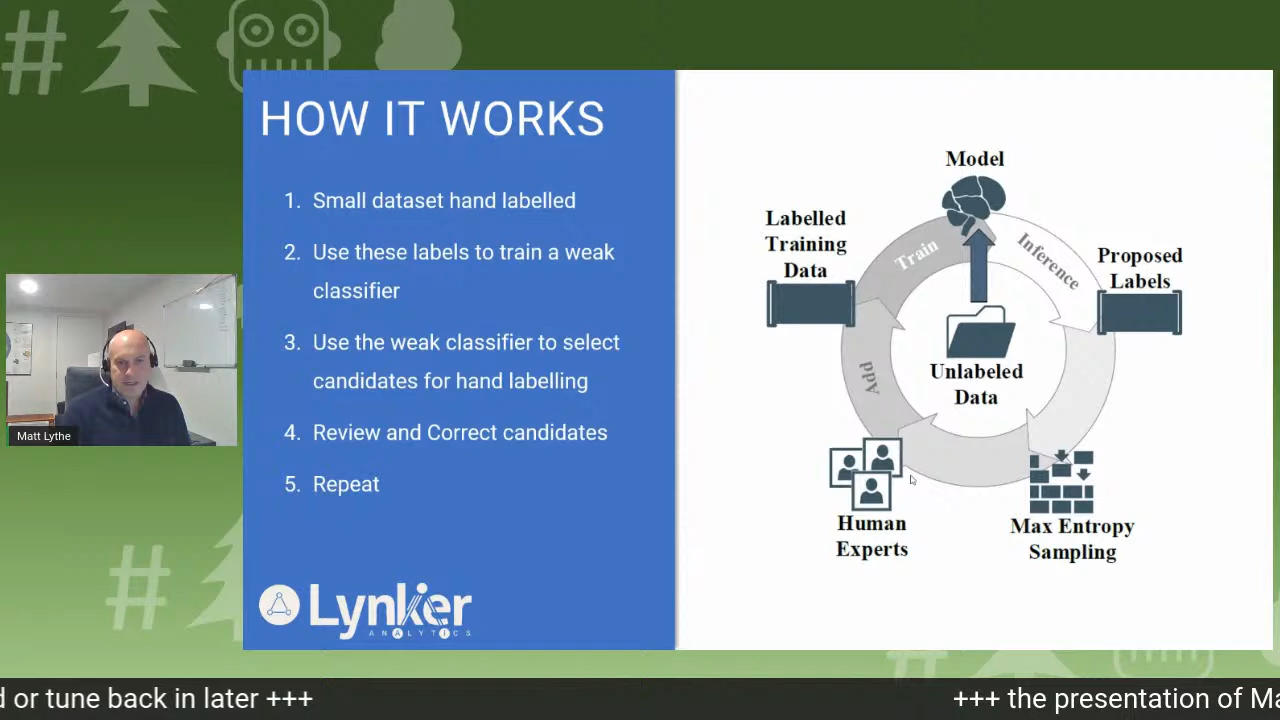 HOW IT WORKS
1. Small dataset hand labelled
2. Use these labels to train a weak
classifier
3. Use the weak classifier to select
candidates for hand labelling
4. Review and Correct candidates
5. Repeat
Lynker
ANALYTICS
Model
Labelled
Training
Data
Train
Inference
Proposed
Labels
Unlabeled
Data
App
Human
Experts
Max Entropy
Sampling
Matt Lythe
d or tune back in later +++
+++ the presentation of Ma